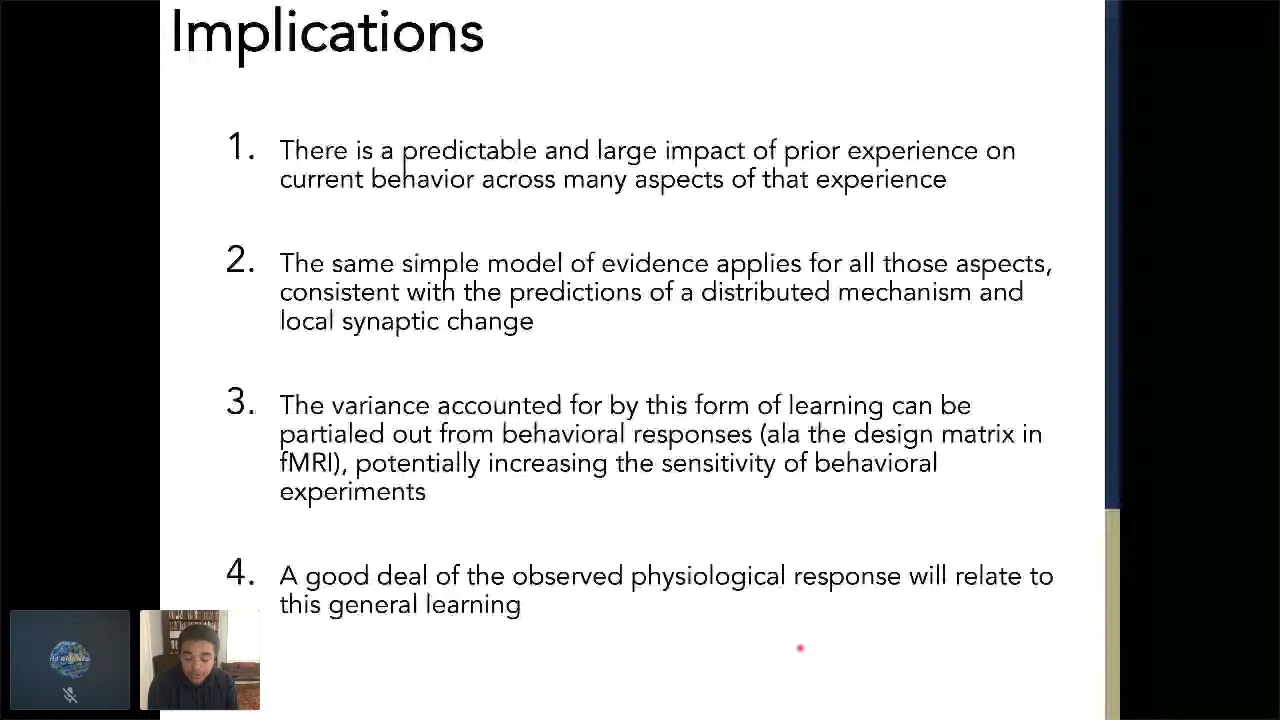 Implications
1. There is a predictable and large impact of prior experience on
current behavior across many aspects of that experience
2. The same simple model of evidence applies for all those aspects,
consistent with the predictions of a distributed mechanism and
local synaptic change
3. The variance accounted for by this form of learning can be
partialed out from behavioral responses (ala the design matrix in
fMRI), potentially increasing the sensitivity of behavioral
experiments
4. A good deal of the observed physiological response will relate to
this general learning